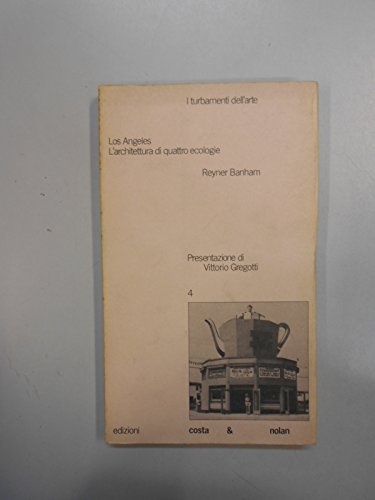 I turbamenti dell'arte
Los Angeles
L'architettura di quattro ecologie
Reyner Banham
Presentazione di
Vittorio Gregotti
4
edizioni costa & nolan